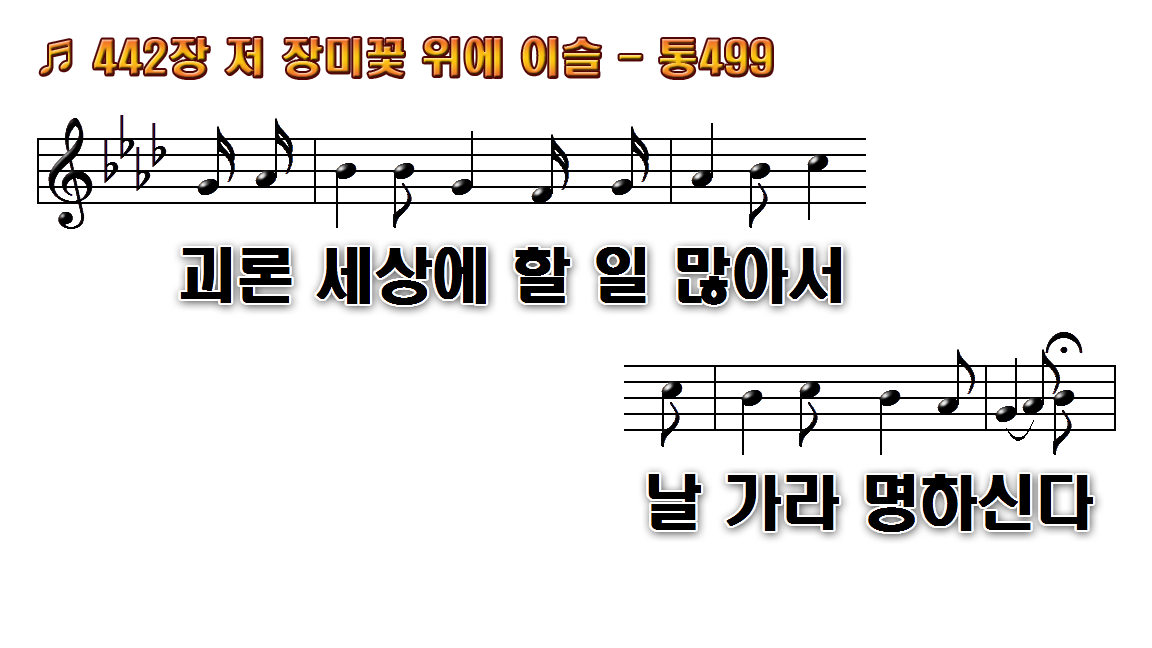 ♬ 442장 저 장미꽃 위에 이슬 - 통499
괴론 세상에 할 일 많아서
날 가라 명하신다